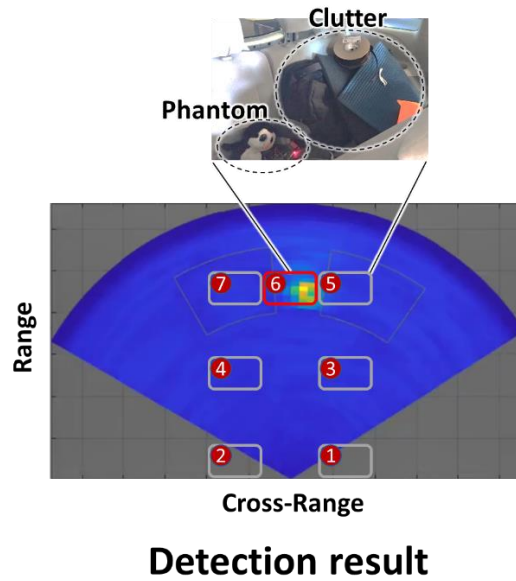 Clutter
Phantom
7
6
5
4
3
2
1
Range
Cross-Range
Detection result